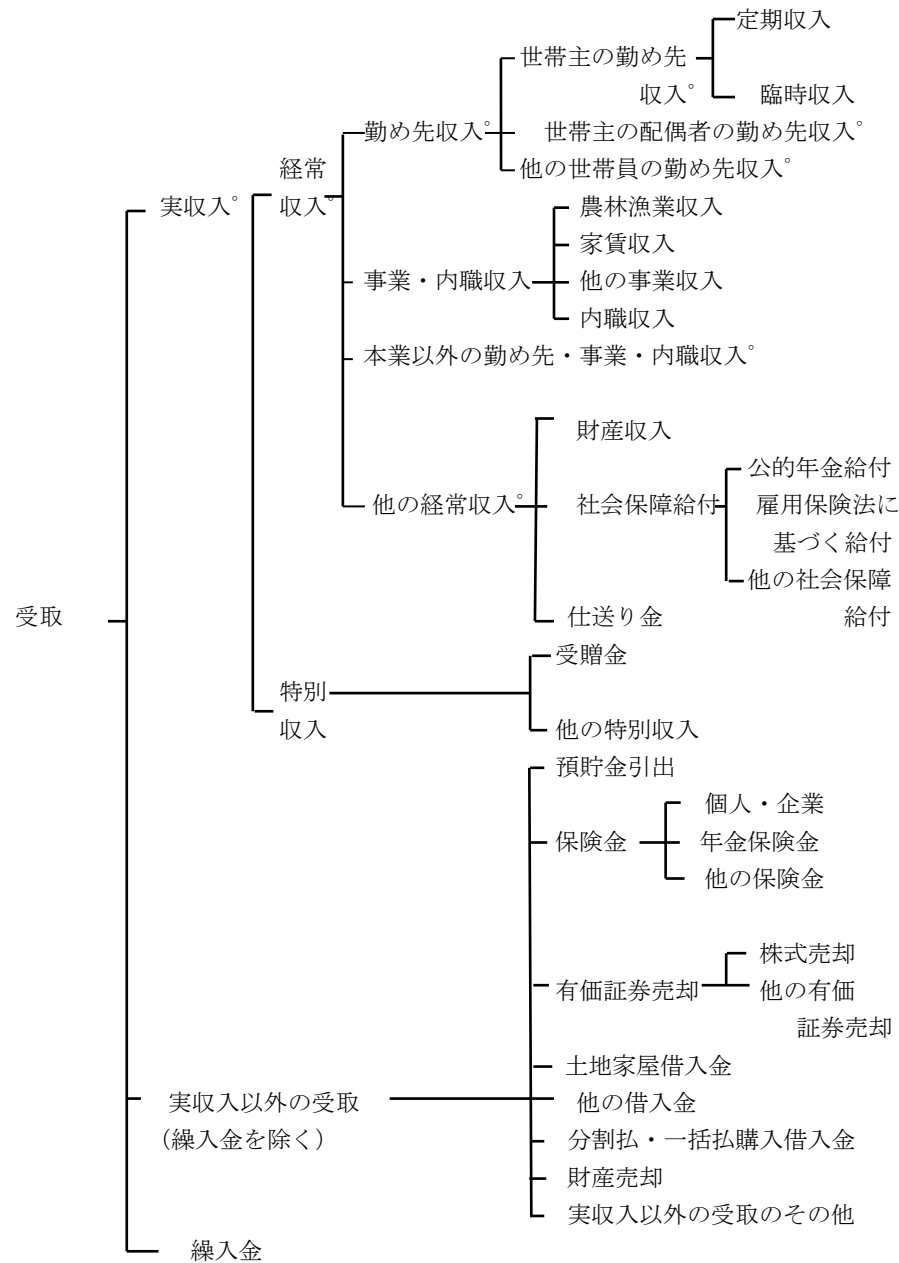 定期収入
世帯主の勤め先
収入゜
臨時収入
勤め先収入゜
世帯主の配偶者の勤め先収入゜
他の世帯員の勤め先収入゜
経常
収入゜
実収入゜
農林漁業収入
家賃収入
事業・内職収入
他の事業収入
内職収入
本業以外の勤め先・事業・内職収入゜
財産収入
公的年金給付
他の経常収入゜
社会保障給付
雇用保険法に
基づく給付
他の社会保障
給付
受取
仕送り金
受贈金
特別
収入
他の特別収入
預貯金引出
個人・企業
保険金
年金保険金
他の保険金
株式売却
有価証券売却
他の有価
証券売却
土地家屋借入金
実収入以外の受取
(繰入金を除く)
他の借入金
分割払・一括払購入借入金
財産売却
実収入以外の受取のその他
繰入金